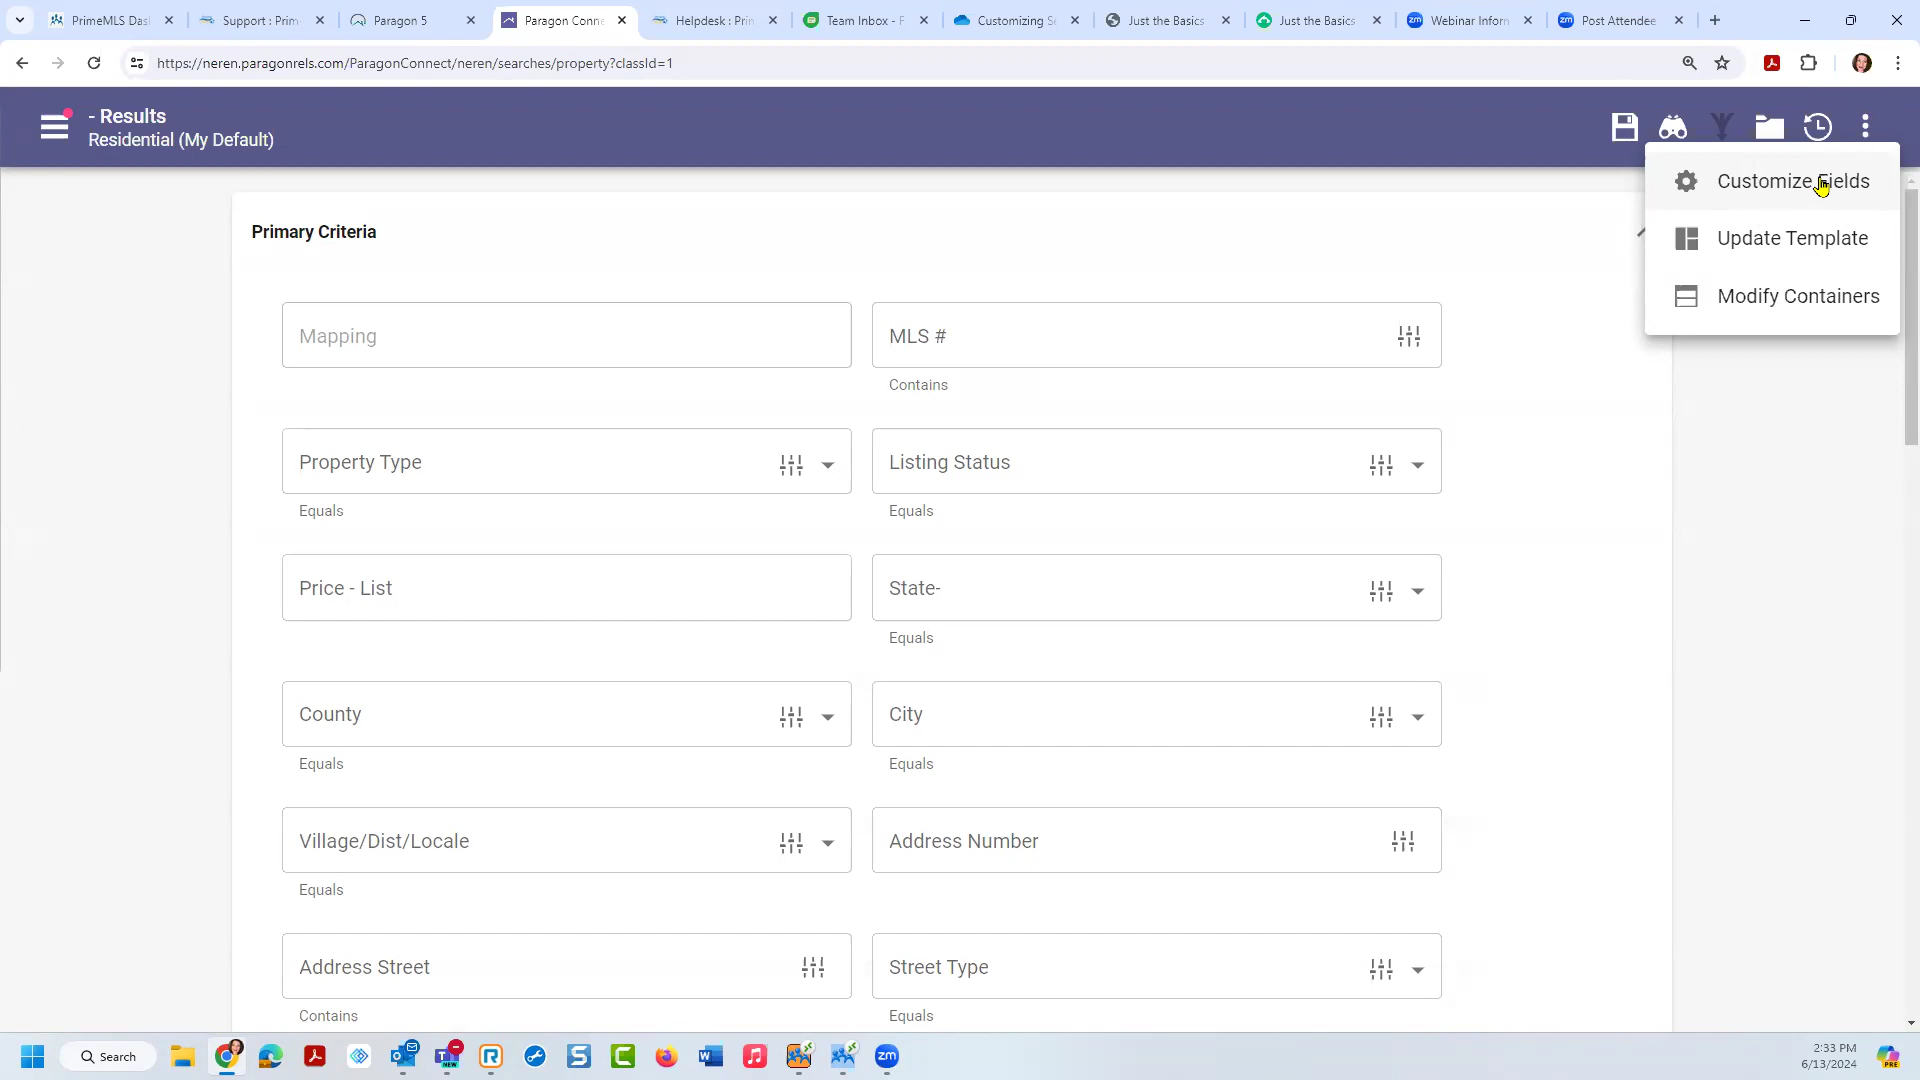 PrimeMLS Das
Support : Prim
Paragon 5
Paragon Conne
Helpdesk : Prin
Team Inbox - F
Customizing Se
Just the Basics
Just the Basics
Webinar Inforn
Post Attendee
https://neren.paragonrels.com/ParagonConnect/neren/searches/property?classId=1
- Results
Residential (My Default)
Customize Fields
Update Template
Modify Containers
Primary Criteria
Mapping
MLS #
Contains
Property Type
Listing Status
Equals
Equals
Price - List
State-
Equals
County
City
Equals
Equals
Village/Dist/Locale
Address Number
Equals
Address Street
Street Type
Contains
Equals
Search
2:33 PM
6/13/2024